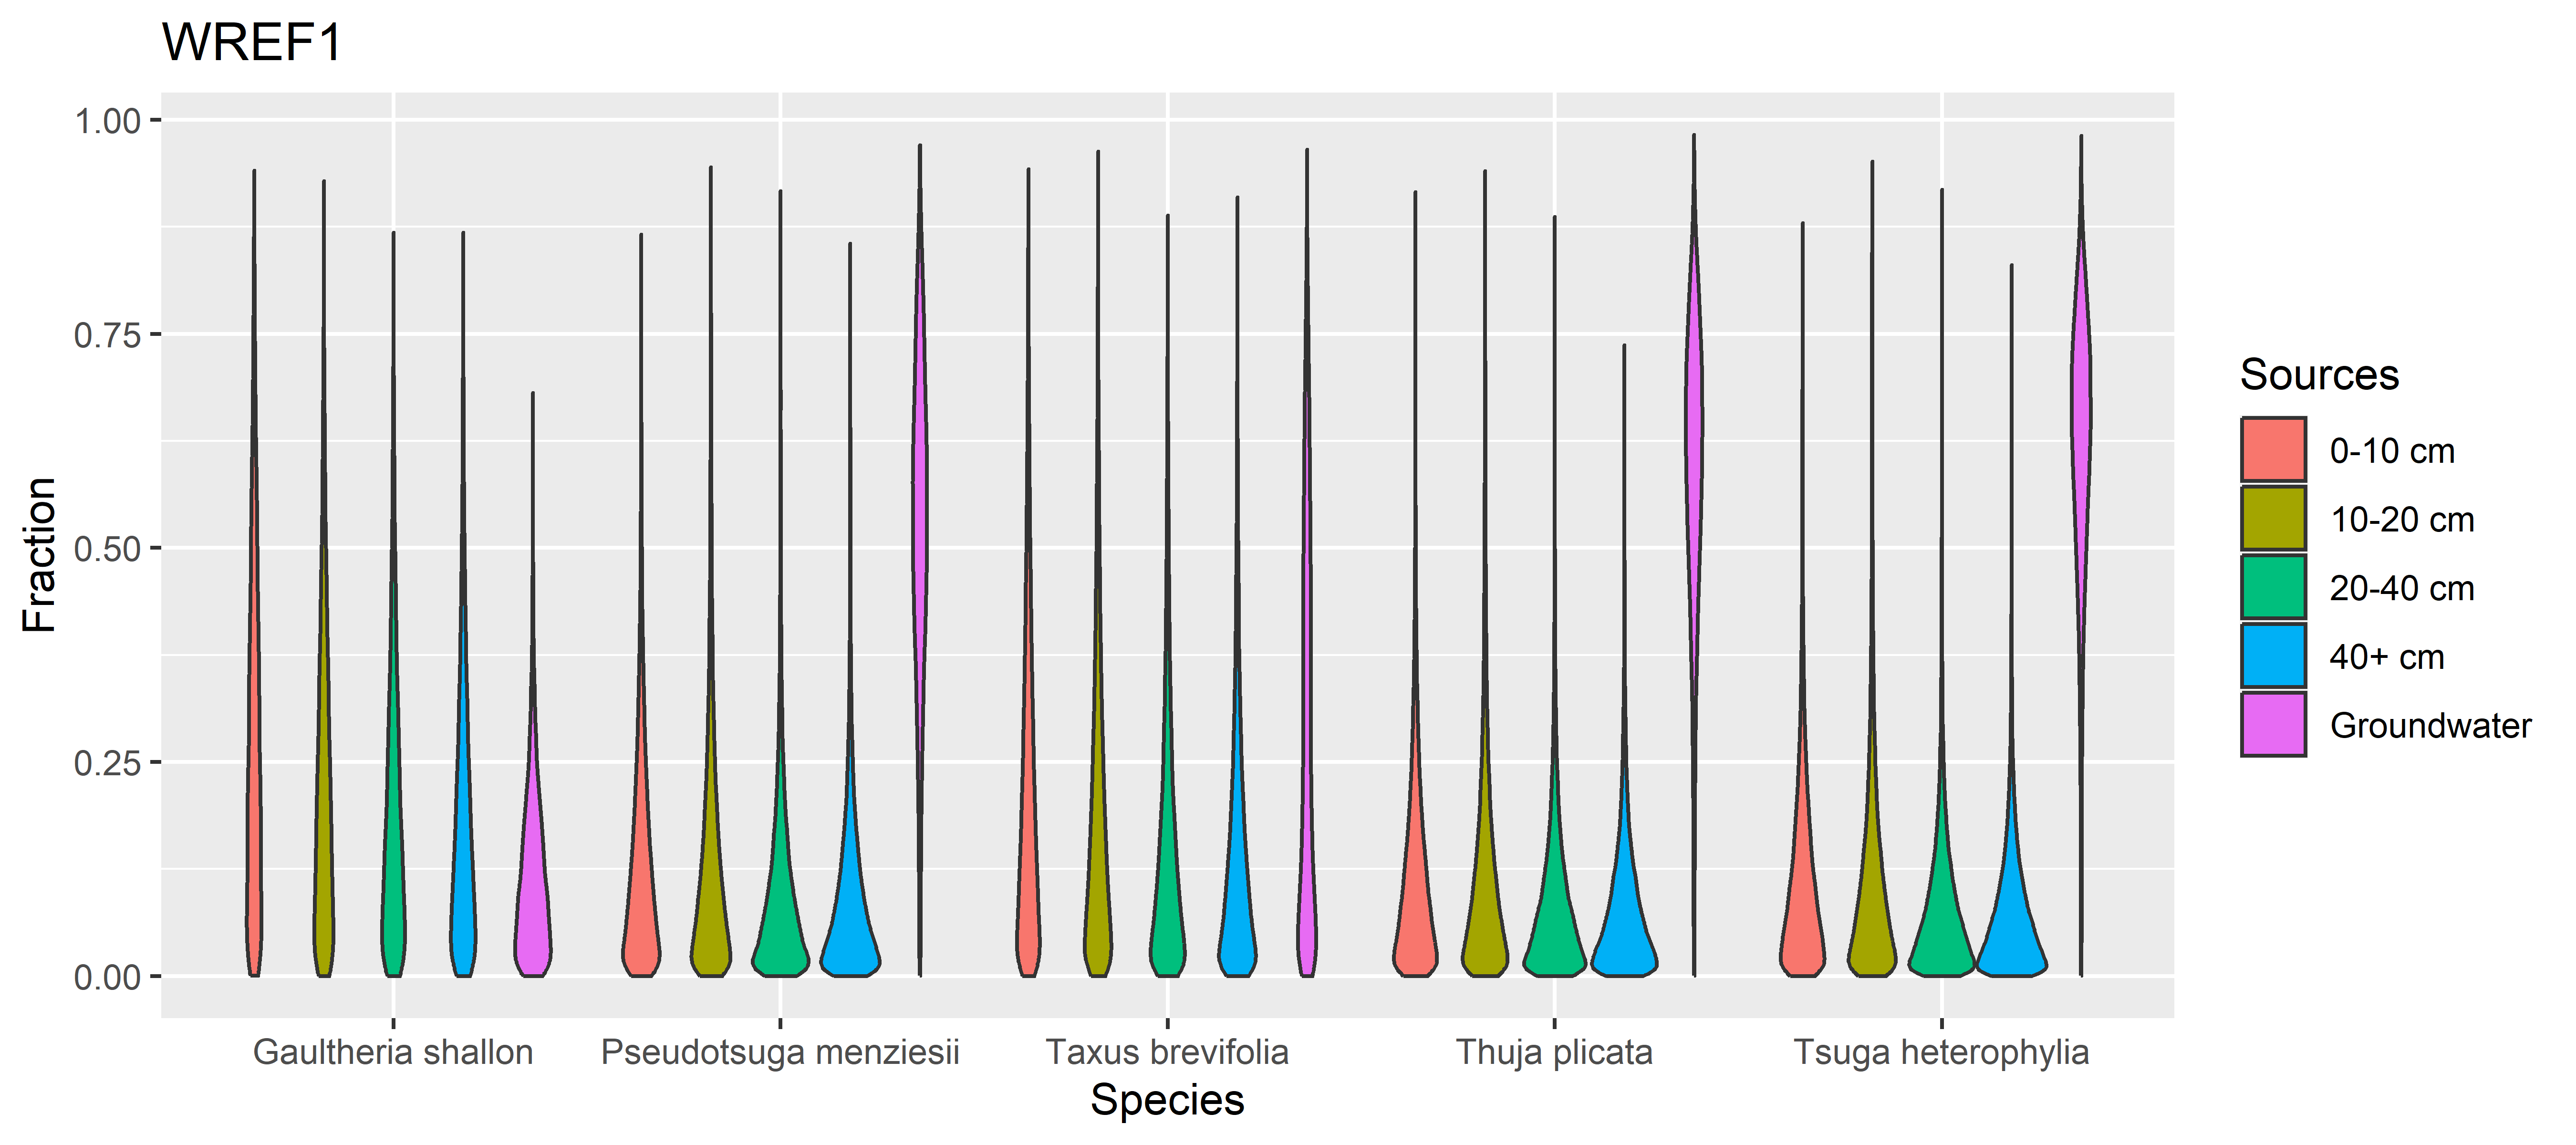 WREF1
1.00
0.75
0.50
0.25
0.00
Fraction
Gaultheria shallon
Pseudotsuga menziesii
Taxus brevifolia
Thuja plicata
Tsuga heterophylia
Species
Sources
0-10 cm
10-20 cm
20-40 cm
40+ cm
Groundwater